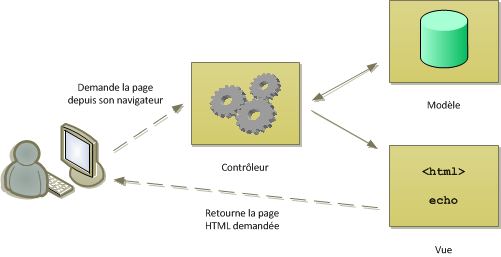 Demande la page
depuis son navigateur
Contrôleur
Modèle
<html>
echo
Retourne la page
HTML demandée
Vue